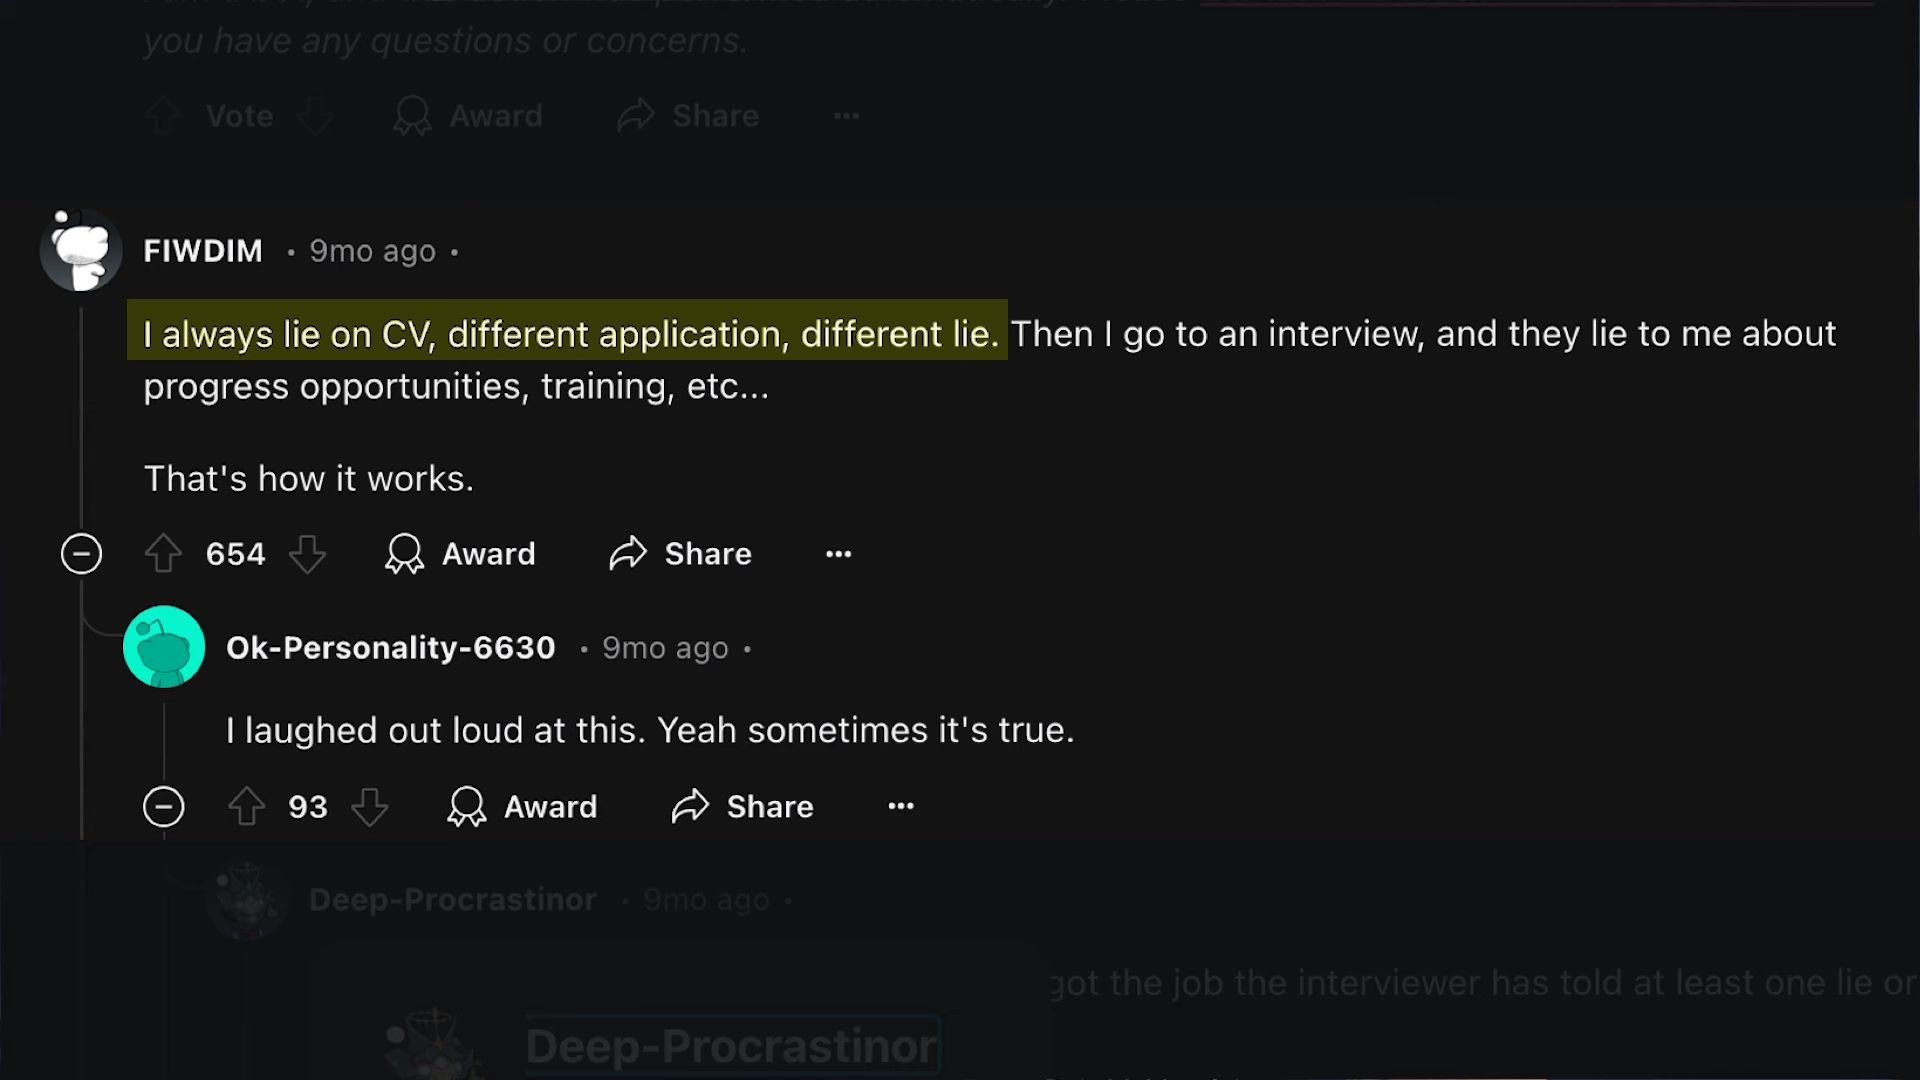 you have any questions or concerns.
Vote Award Share
FIWDIM • 9mo ago •
I always lie on CV, different application, different lie. Then I go to an interview, and they lie to me about
progress opportunities, training, etc...
That's how it works.
654 Award Share
Ok-Personality-6630 • 9mo ago •
I laughed out loud at this. Yeah sometimes it's true.
93 Award Share
Deep-Procrastinor • 9mo ago •
got the job the interviewer has told at least one lie or
Deep-Procrastinor